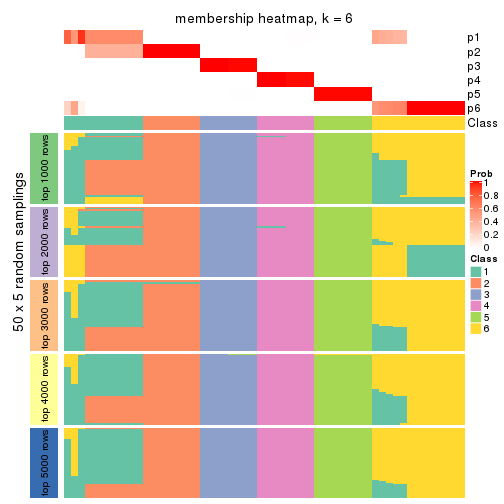 membership heatmap, k = 6
p1
p2
p3
p4
p5
p6
Class
50 x 5 random samplings
top 1000 rows
top 2000 rows
top 3000 rows
top 4000 rows
top 5000 rows
Prob
1
0.8
0.6
0.4
0.2
0
Class
1
2
3
4
5
6